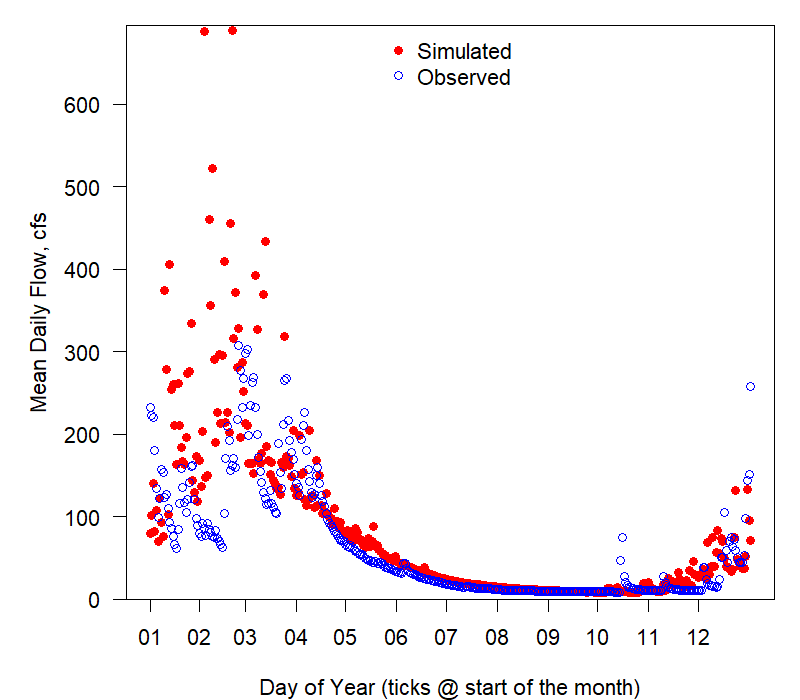 Simulated
Observed
600
500
400
300
200
100
0
Mean Daily Flow, cfs
01 02 03 04 05 06 07 08 09 10 11 12
Day of Year (ticks @ start of the month)